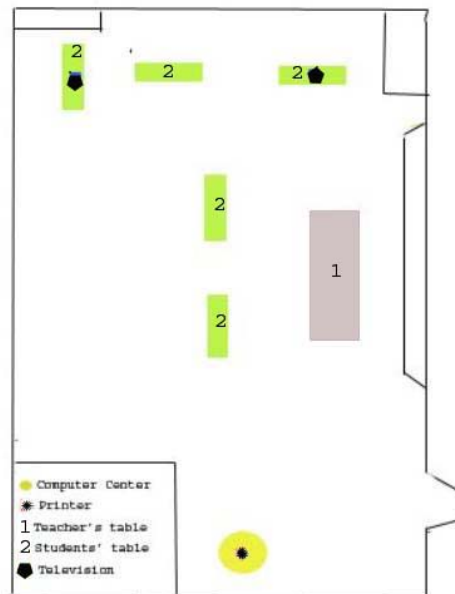 2
2
2
2
1
2
Computer Center
Printer
1 Teacher's table
2 Students' table
Television